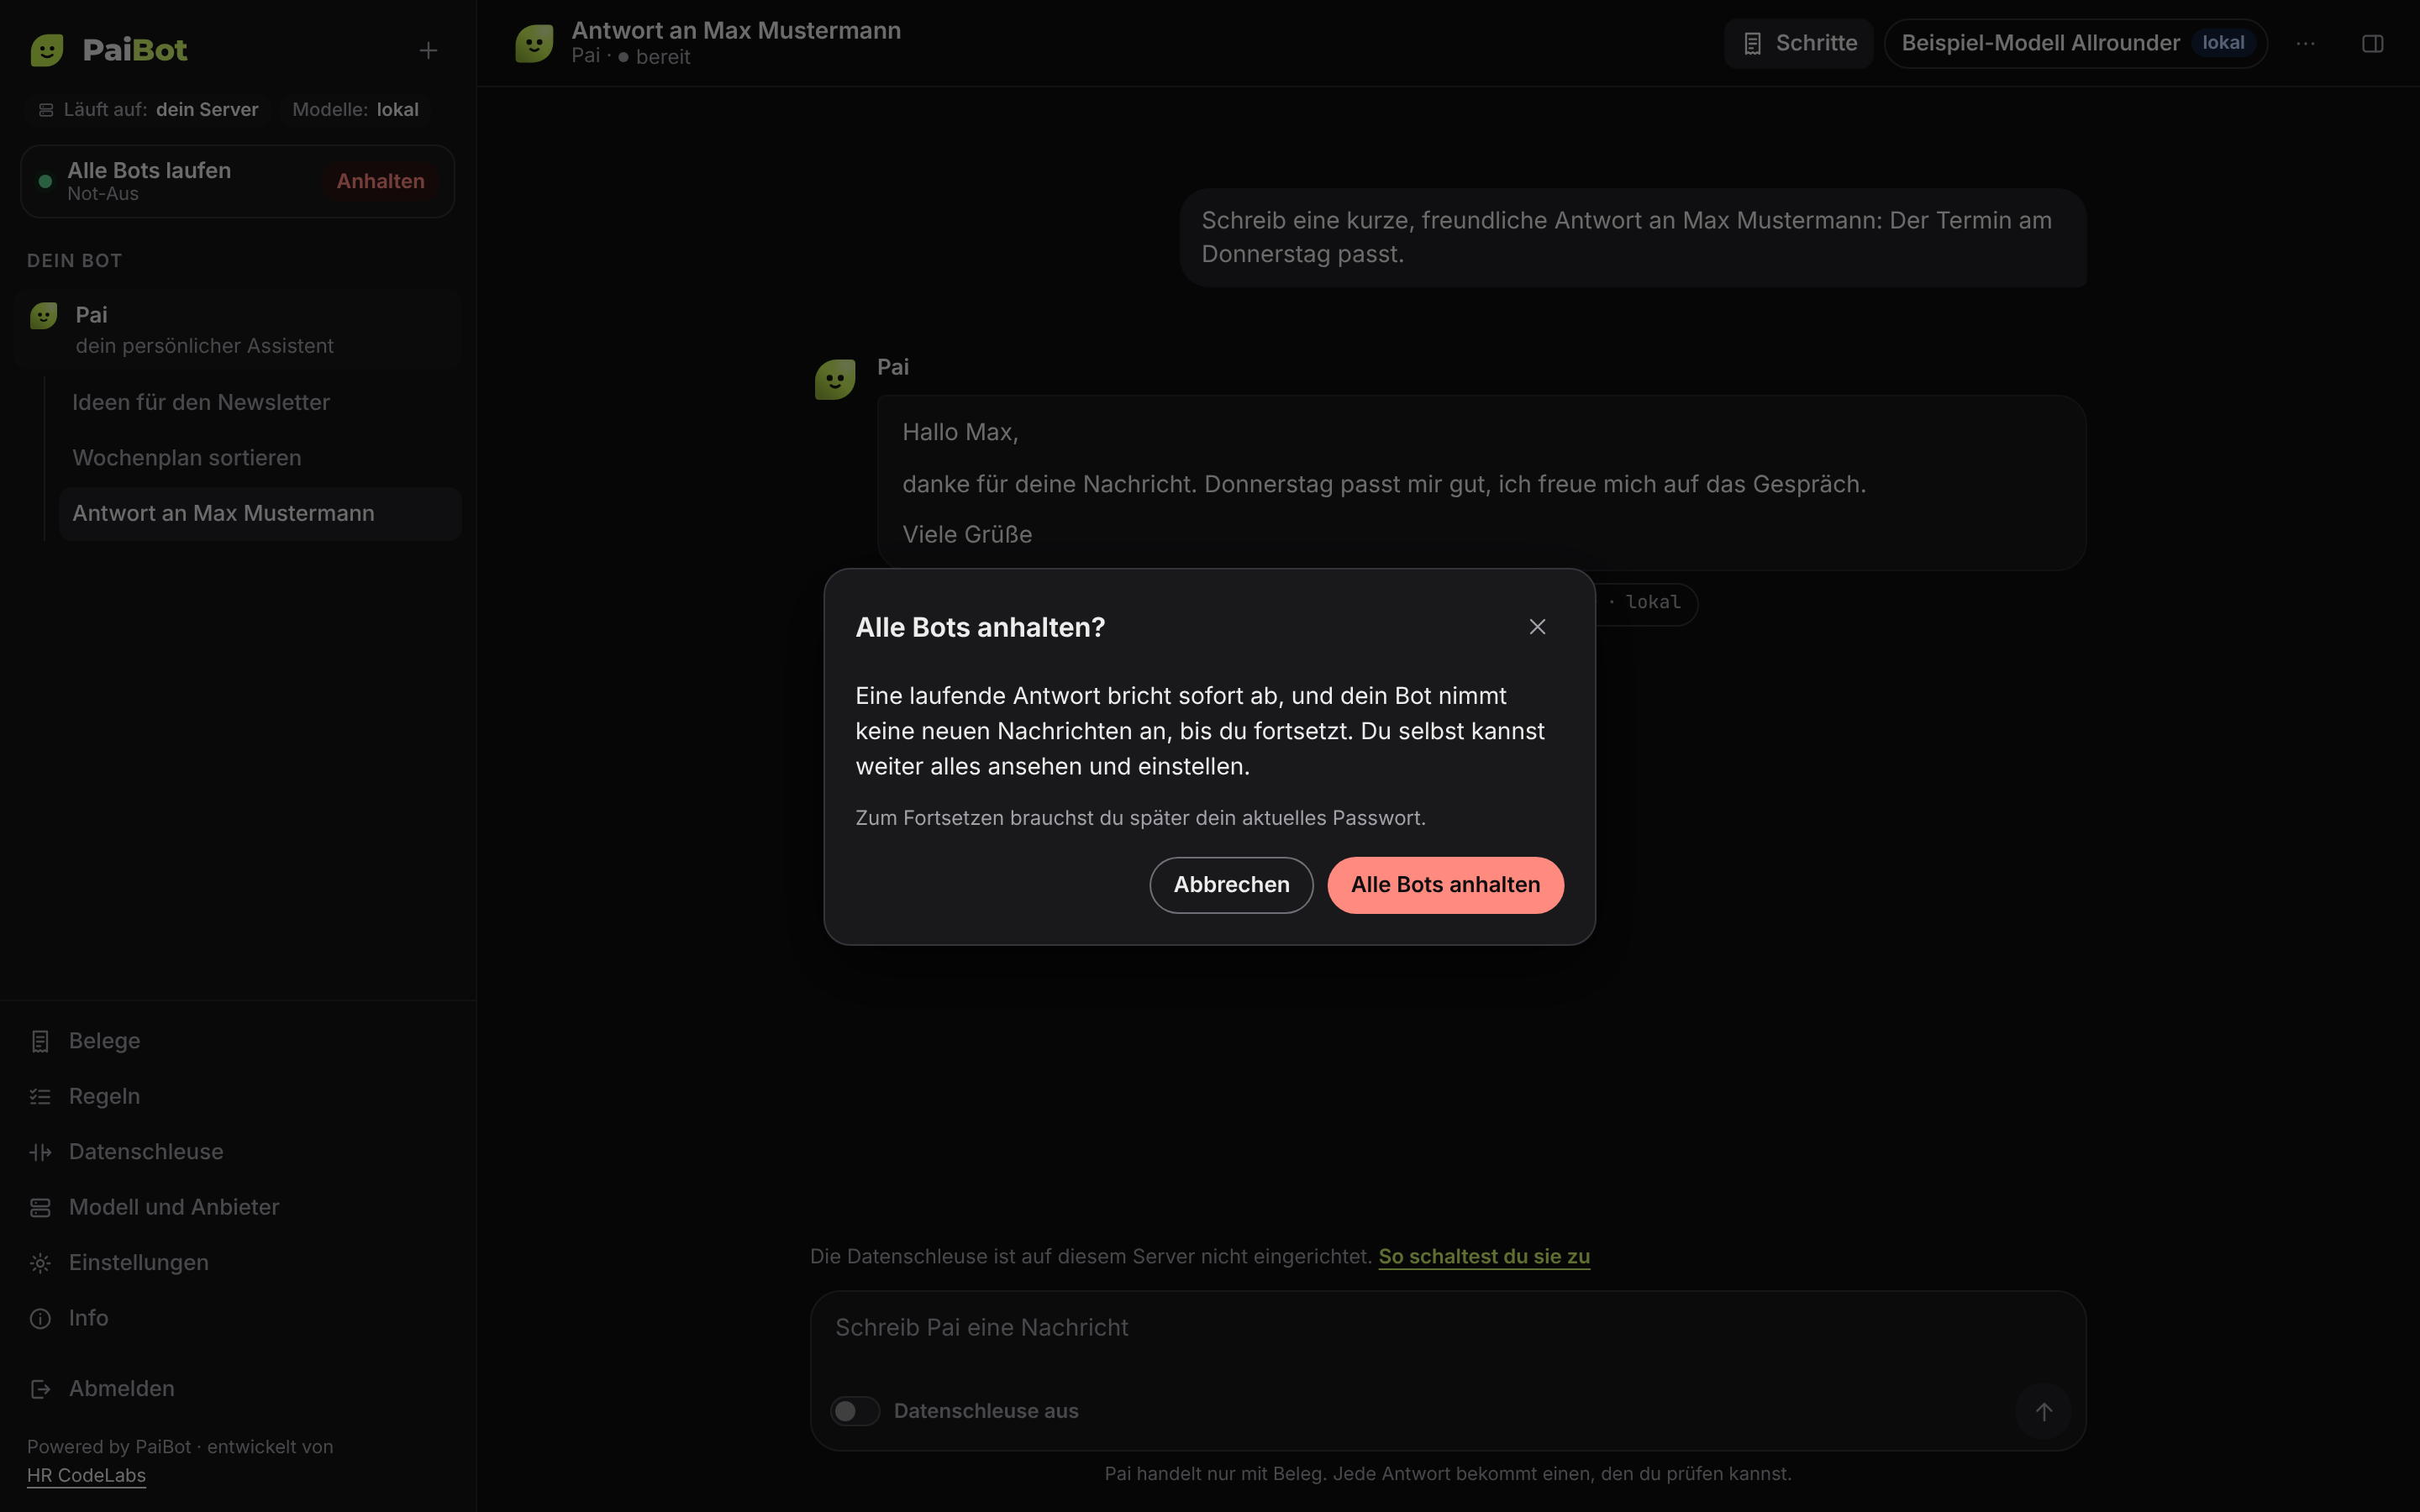 PaiBot
Läuft auf: dein Server
Modelle: lokal
Alle Bots laufen
Not-Aus
Anhalten
DEIN BOT
Pai
dein persönlicher Assistent
Ideen für den Newsletter
Wochenplan sortieren
Antwort an Max Mustermann
Belege
Regeln
Datenschleuse
Modell und Anbieter
Einstellungen
Info
Abmelden
Powered by PaiBot · entwickelt von
HR CodeLabs
Antwort an Max Mustermann
Pai · bereit
Schritte
Beispiel-Modell Allrounder lokal
Schreib eine kurze, freundliche Antwort an Max Mustermann: Der Termin am
Donnerstag passt.
Pai
Hallo Max,
danke für deine Nachricht. Donnerstag passt mir gut, ich freue mich auf das Gespräch.
Viele Grüße
· lokal
Alle Bots anhalten?
Eine laufende Antwort bricht sofort ab, und dein Bot nimmt
keine neuen Nachrichten an, bis du fortsetzt. Du selbst kannst
weiter alles ansehen und einstellen.
Zum Fortsetzen brauchst du später dein aktuelles Passwort.
Abbrechen
Alle Bots anhalten
Die Datenschleuse ist auf diesem Server nicht eingerichtet. So schaltest du sie zu
Schreib Pai eine Nachricht
Datenschleuse aus
Pai handelt nur mit Beleg. Jede Antwort bekommt einen, den du prüfen kannst.